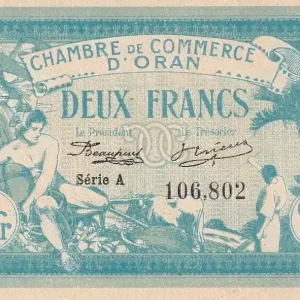 CHAMBRE DE COMMERCE
D'ORAN
DEUX FRANCS
Le Président Le Trésorier
Série A 106,802